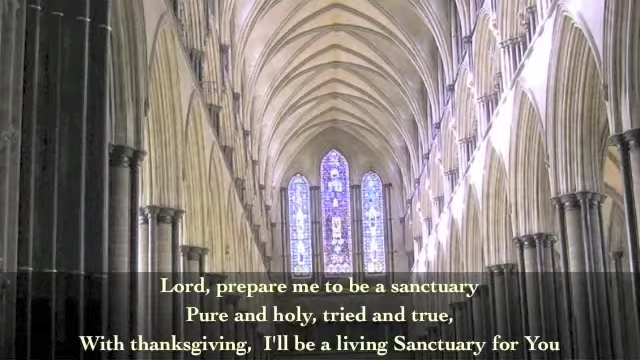 Lord, prepare me to be a sanctuary
Pure and holy, tried and true,
With thanksgiving, I'll be a living Sanctuary for You